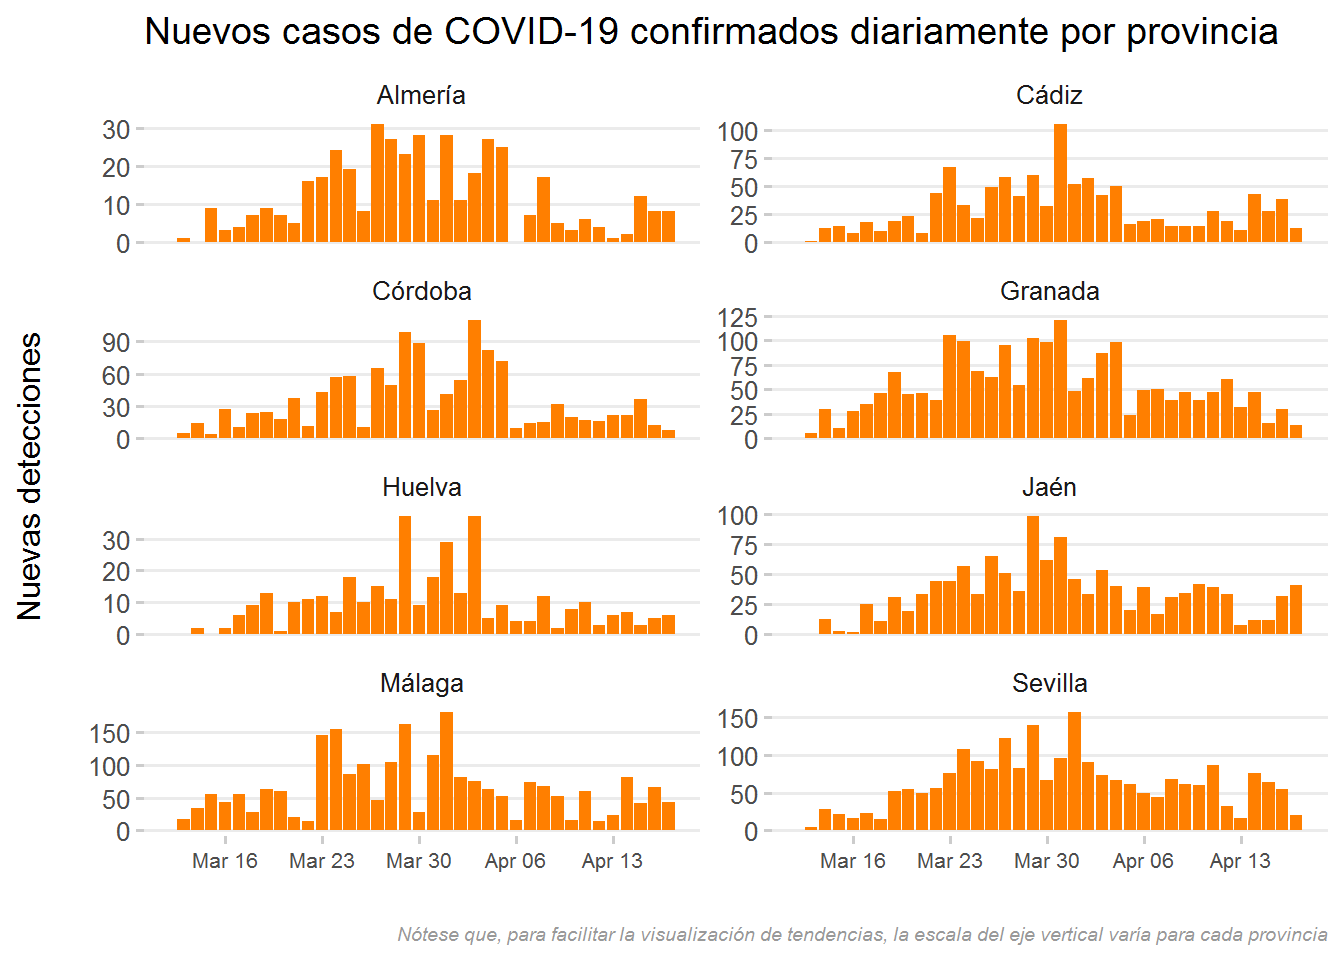 Nuevos casos de COVID-19 confirmados diariamente por provincia
Nuevas detecciones
Almería
30
20
10
0
Cádiz
100
75
50
25
0
Córdoba
90
60
30
0
Granada
125
100
75
50
25
0
Huelva
30
20
10
0
Jaén
100
75
50
25
0
Málaga
150
100
50
0
Sevilla
150
100
50
0
Mar 16 Mar 23 Mar 30 Apr 06 Apr 13
Mar 16 Mar 23 Mar 30 Apr 06 Apr 13
Nótese que, para facilitar la visualización de tendencias, la escala del eje vertical varía para cada provincia